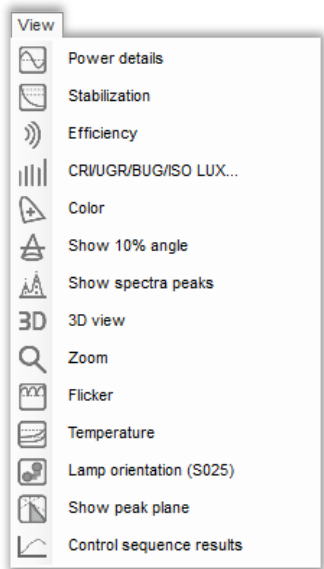 View
Power details
Stabilization
Efficiency
CRI/UGR/BUG/ISO LUX...
Color
Show 10% angle
Show spectra peaks
3D 3D view
Zoom
Flicker
Temperature
Lamp orientation (S025)
Show peak plane
Control sequence results